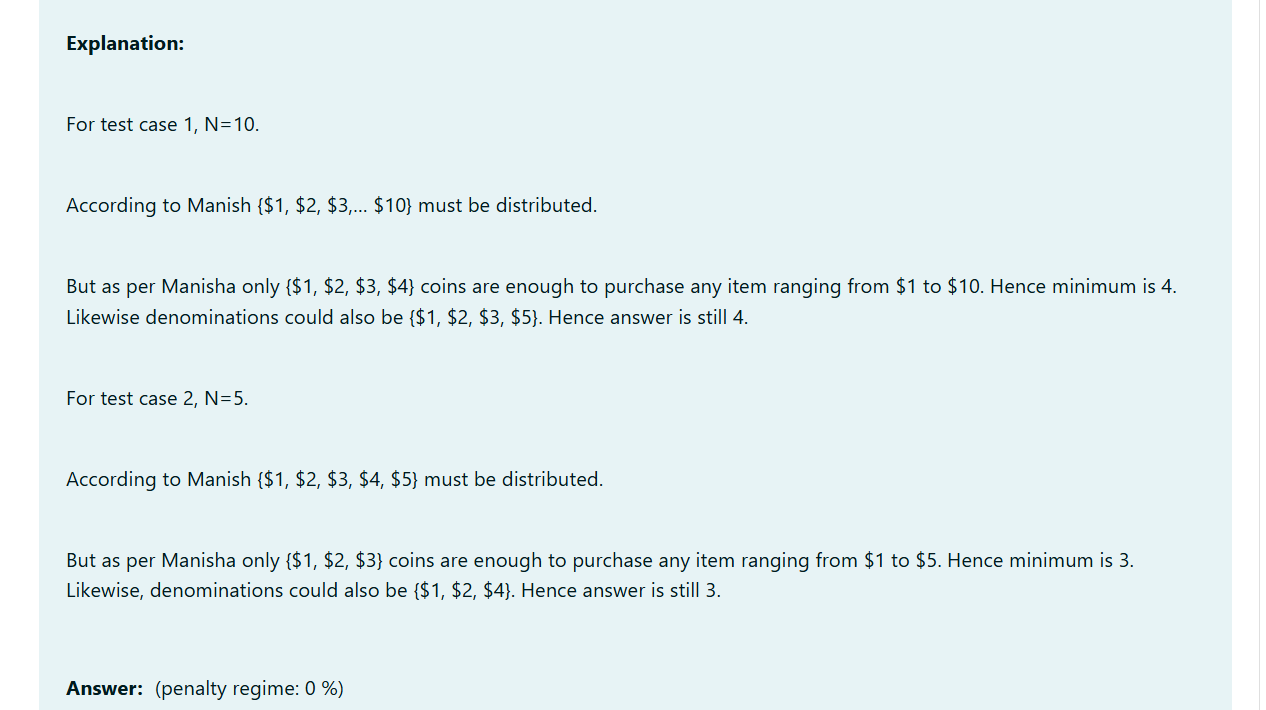 Explanation:
For test case 1, N=10.
According to Manish {$1, $2, $3,... $10} must be distributed.
But as per Manisha only {$1, $2, $3, $4} coins are enough to purchase any item ranging from $1 to $10. Hence minimum is 4.
Likewise denominations could also be {$1, $2, $3, $5}. Hence answer is still 4.
For test case 2, N=5.
According to Manish {$1, $2, $3, $4, $5} must be distributed.
But as per Manisha only {$1, $2, $3} coins are enough to purchase any item ranging from $1 to $5. Hence minimum is 3.
Likewise, denominations could also be {$1, $2, $4}. Hence answer is still 3.
Answer: (penalty regime: 0 %)